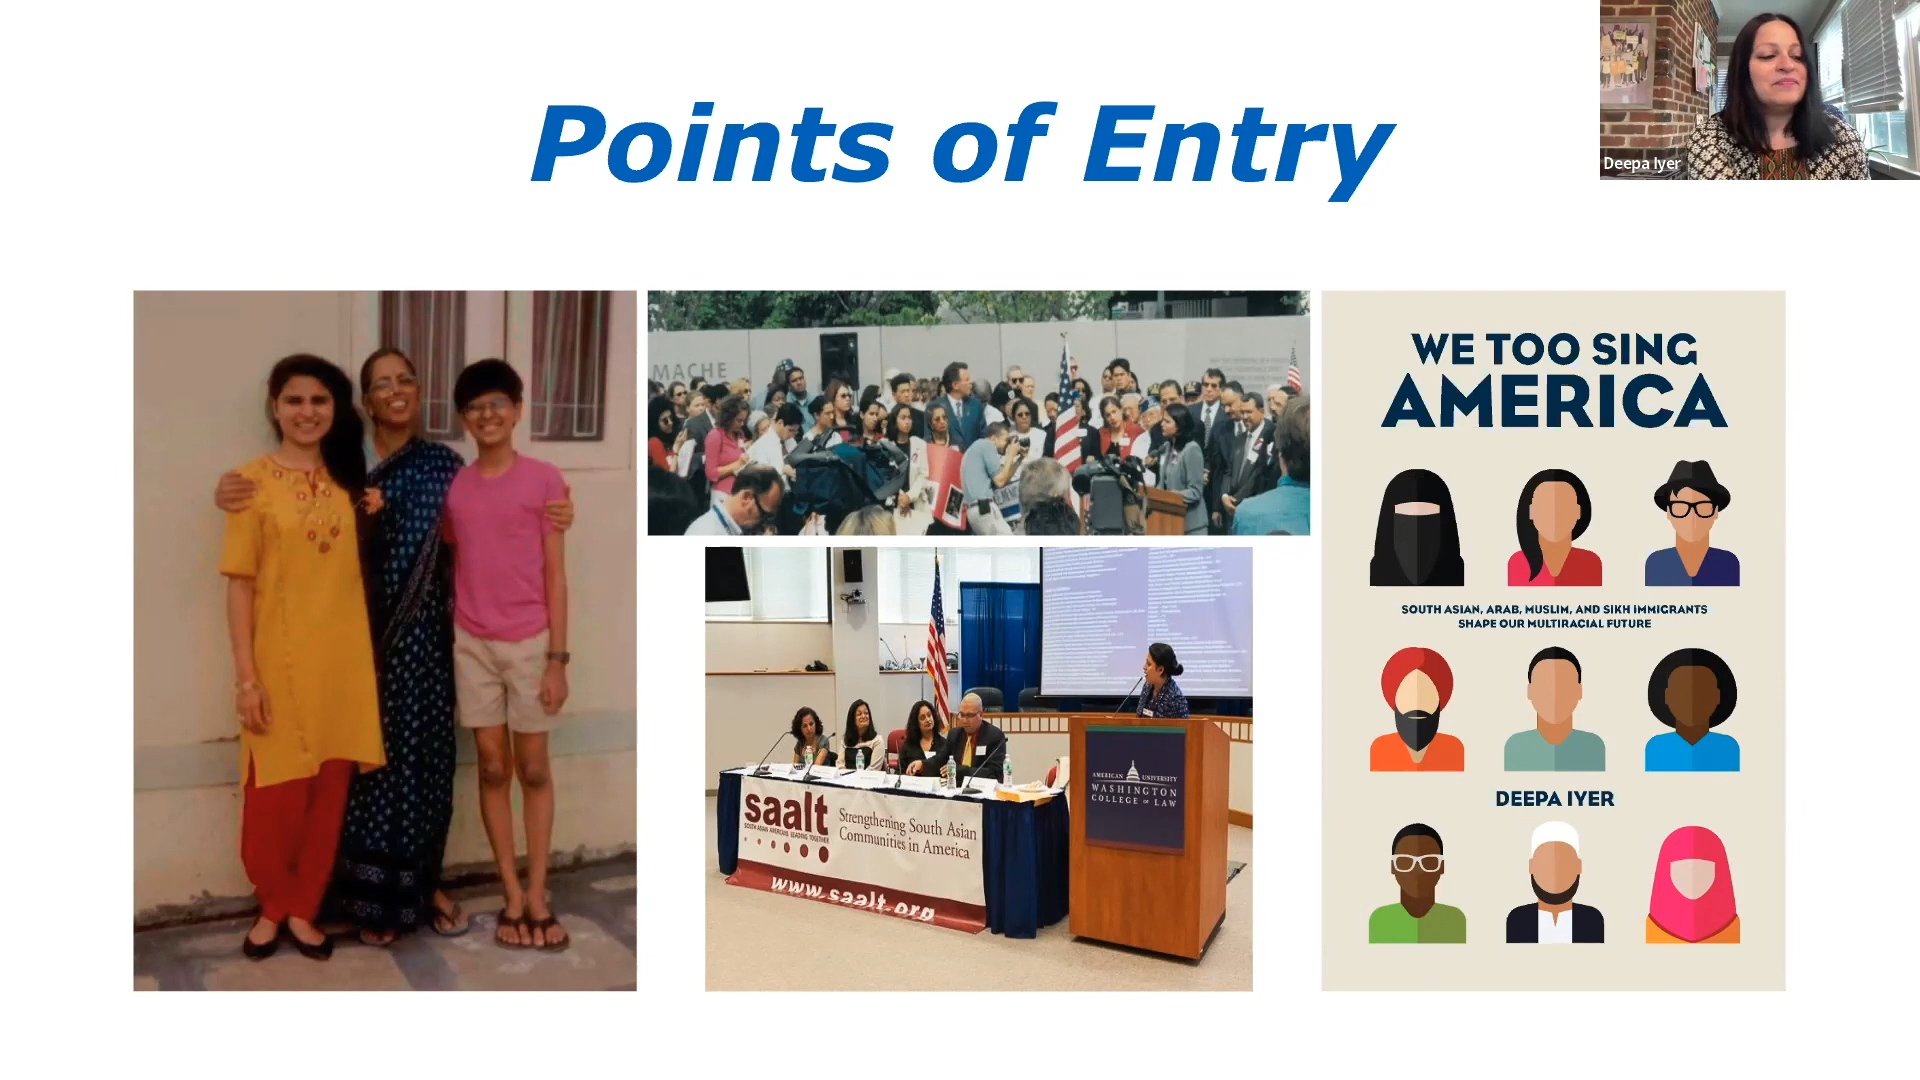 Points of Entry
Deepa Iyer
MACHE
WE TOO SING
AMERICA
SOUTH ASIAN, ARAB, MUSLIM, AND SIKH IMMIGRANTS
SHAPE OUR MULTIRACIAL FUTURE
DEEPA IYER
saalt
SOUTH ASIAN AMERICANS LEADING TOGETHER
Strengthening South Asian
Communities in America
www.saalt.org
AMERICAN UNIVERSITY
WASHINGTON
COLLEGE OF LAW